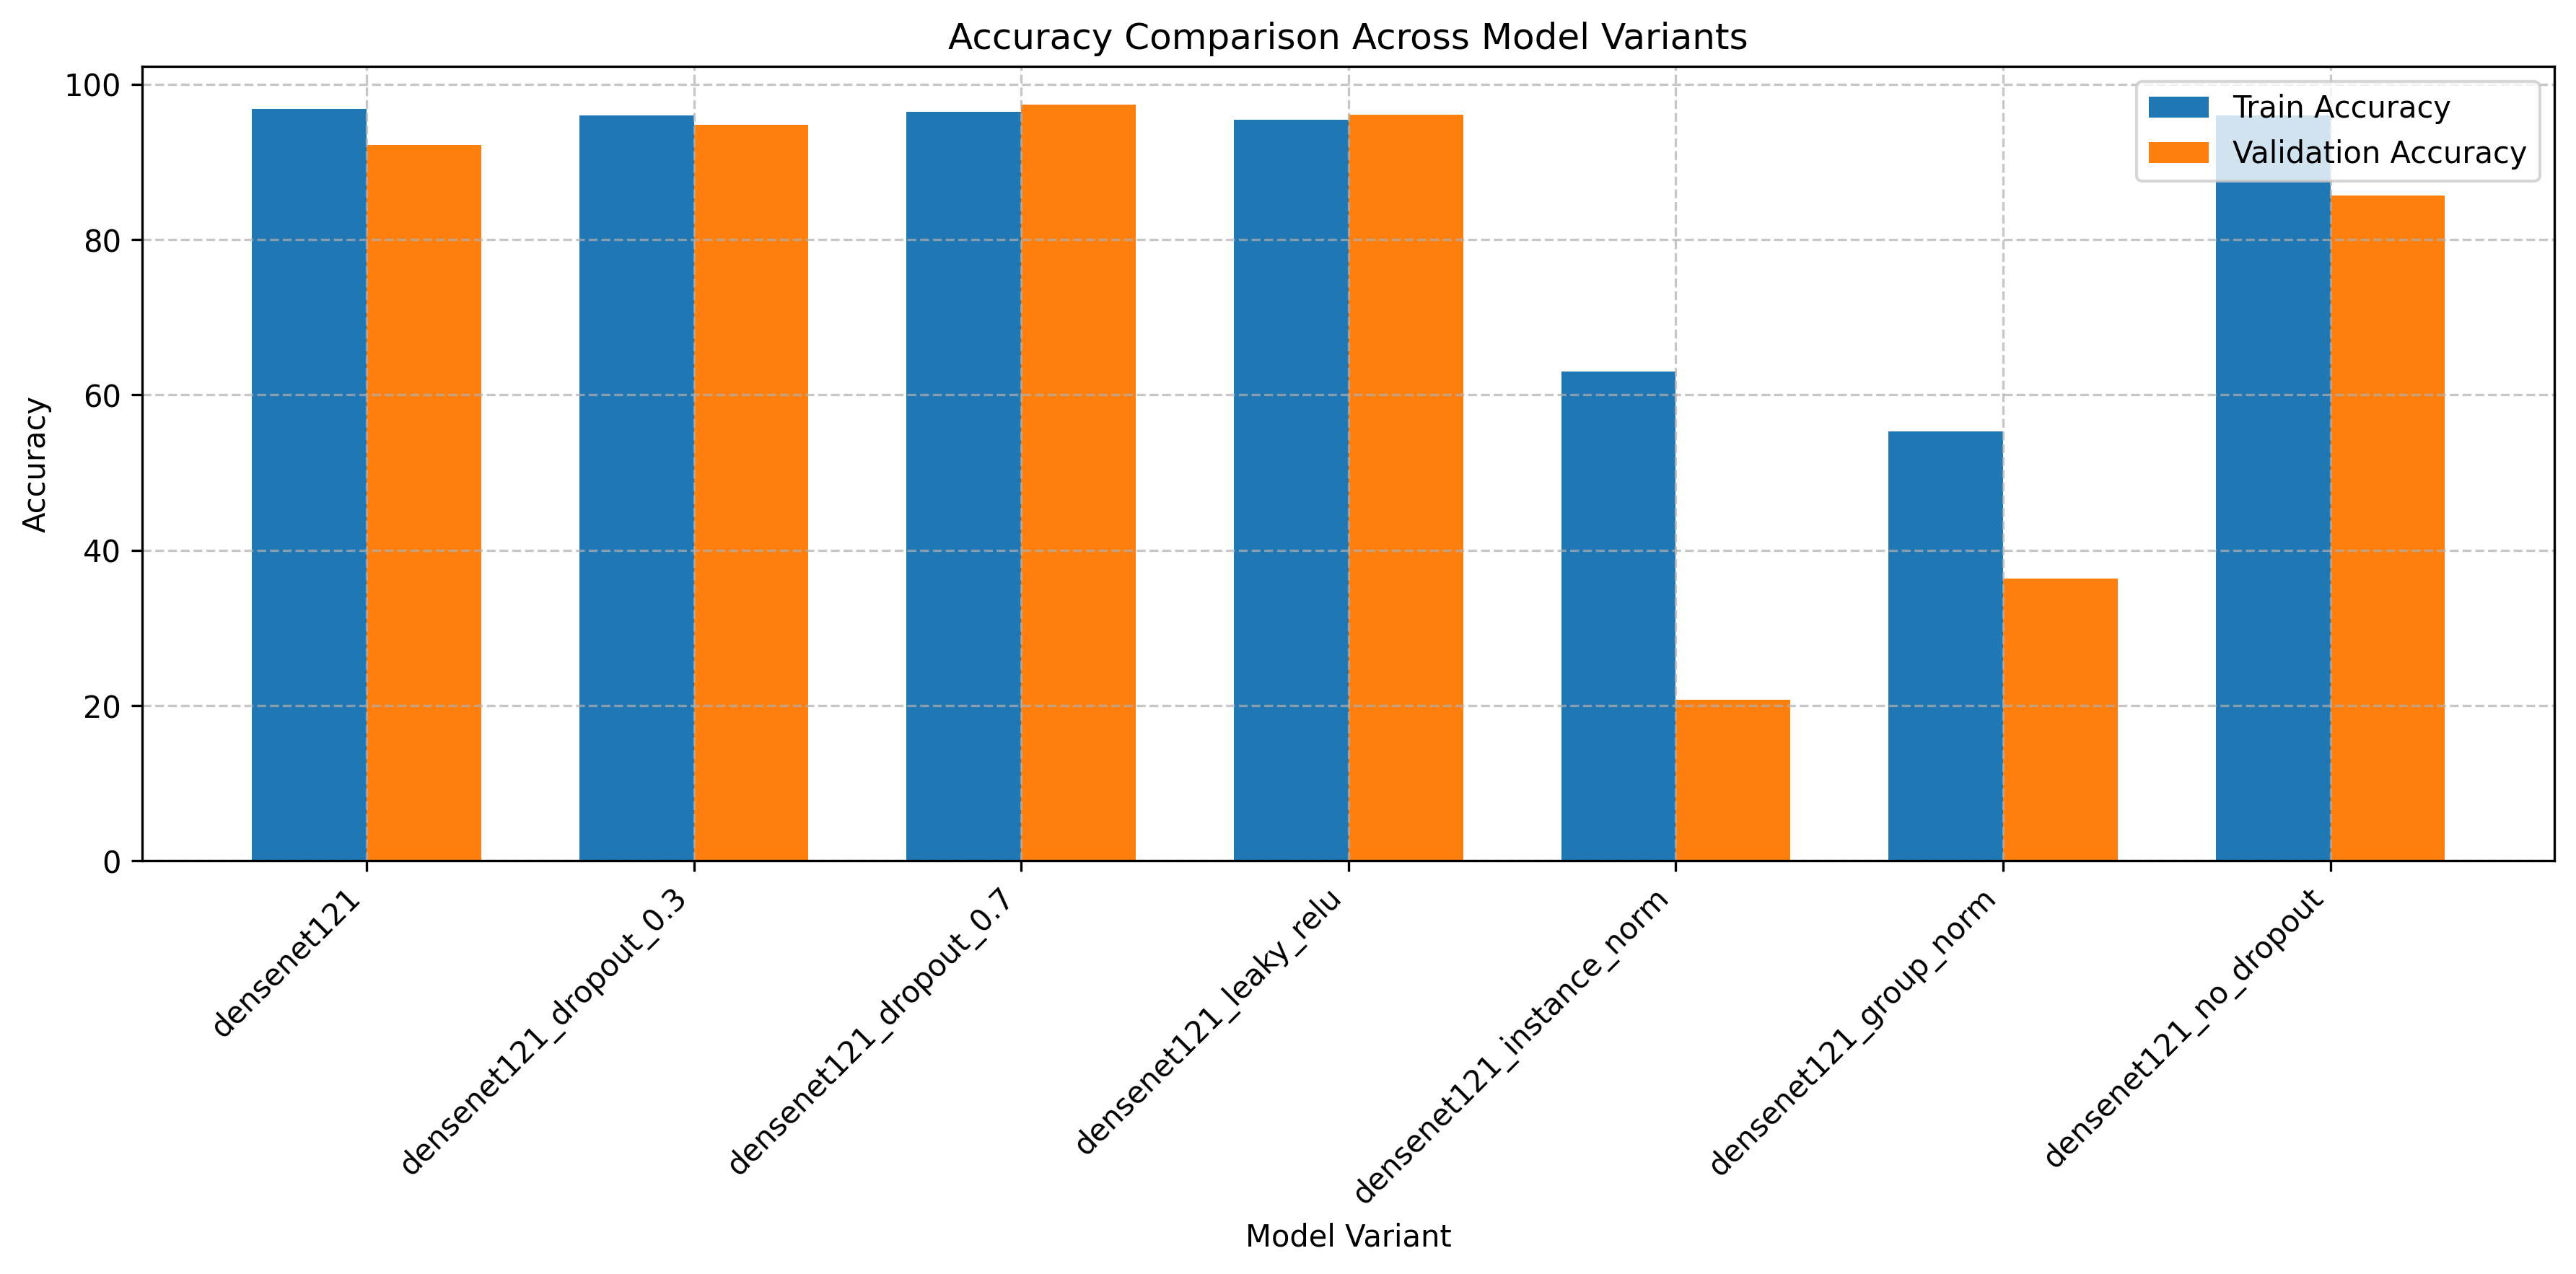 Accuracy Comparison Across Model Variants
Train Accuracy
Validation Accuracy
Accuracy
100
80
60
40
20
0
densenet121
densenet121_dropout_0.3
densenet121_dropout_0.7
densenet121_leaky_relu
densenet121_instance_norm
densenet121_group_norm
densenet121_no_dropout
Model Variant